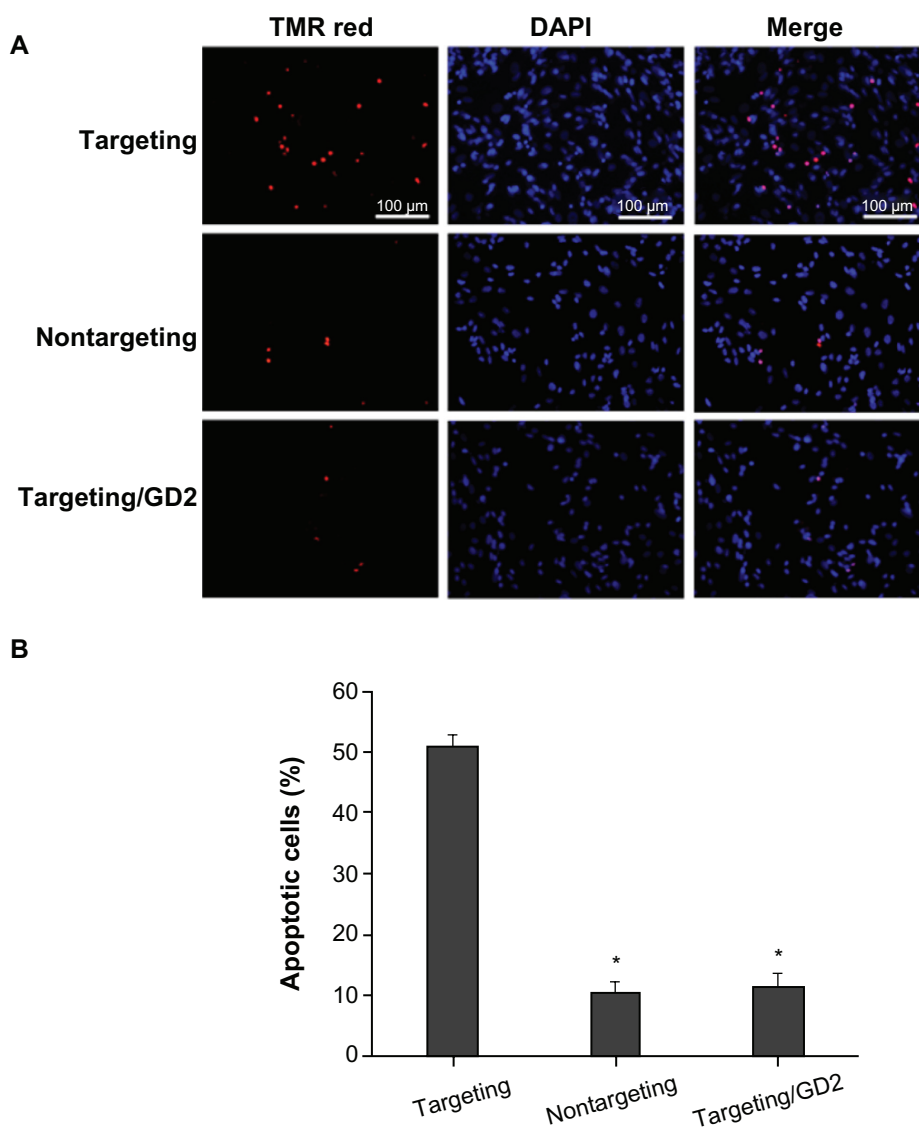 A
TMR red DAPI Merge
Targeting
100 µm 100 µm 100 µm
Nontargeting
Targeting/GD2
B
60
50
40
30
20
10
0
Apoptotic cells (%)
* *
Targeting Nontargeting Targeting/GD2